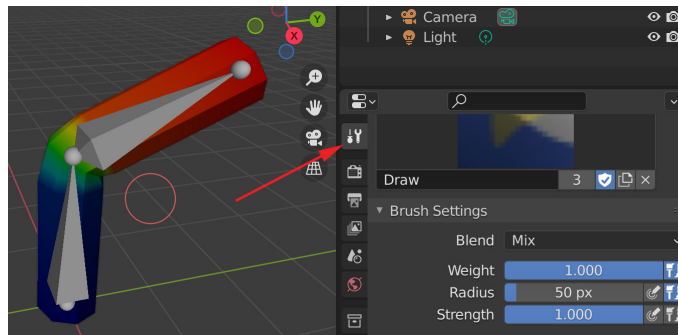 Y
X
Camera
Light
Draw
3
Brush Settings
Blend Mix
Weight 1.000
Radius 50 px
Strength 1.000